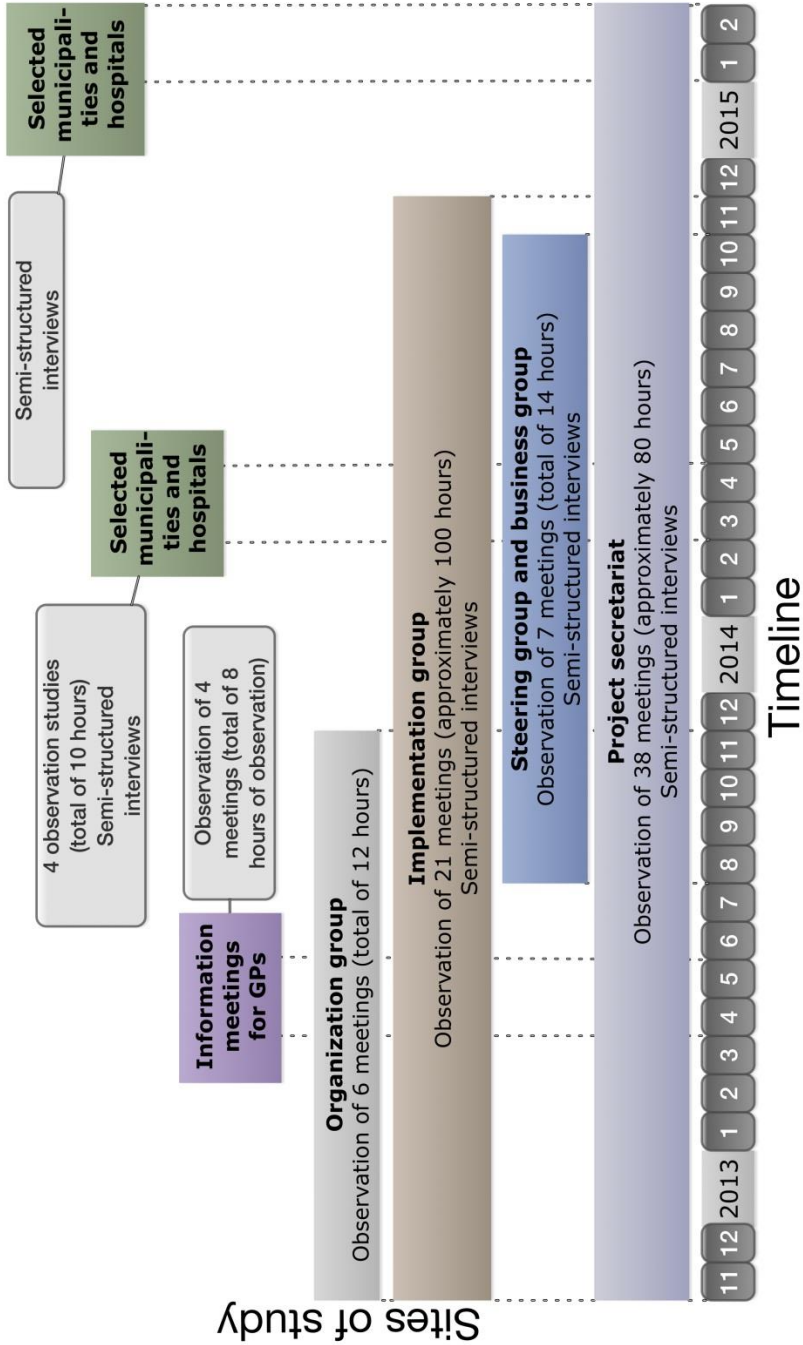 Sites of study
4 observation studies
(total of 10 hours)
Semi-structured
interviews
Semi-structured
interviews
Selected
municipali-
ties and
hospitals
Selected
municipali-
ties and
hospitals
Information
meetings
for GPs
Observation of 4
meetings (total of 8
hours of observation)
Organization group
Observation of 6 meetings (total of 12 hours)
Implementation group
Observation of 21 meetings (approximately 100 hours)
Semi-structured interviews
Steering group and business group
Observation of 7 meetings (total of 14 hours)
Semi-structured interviews
Project secretariat
Observation of 38 meetings (approximately 80 hours)
Semi-structured interviews
11 12 2013 1 2 3 4 5 6 7 8 9 10 11 12 2014 1 2 3 4 5 6 7 8 9 10 11 12 2015 1 2
Timeline